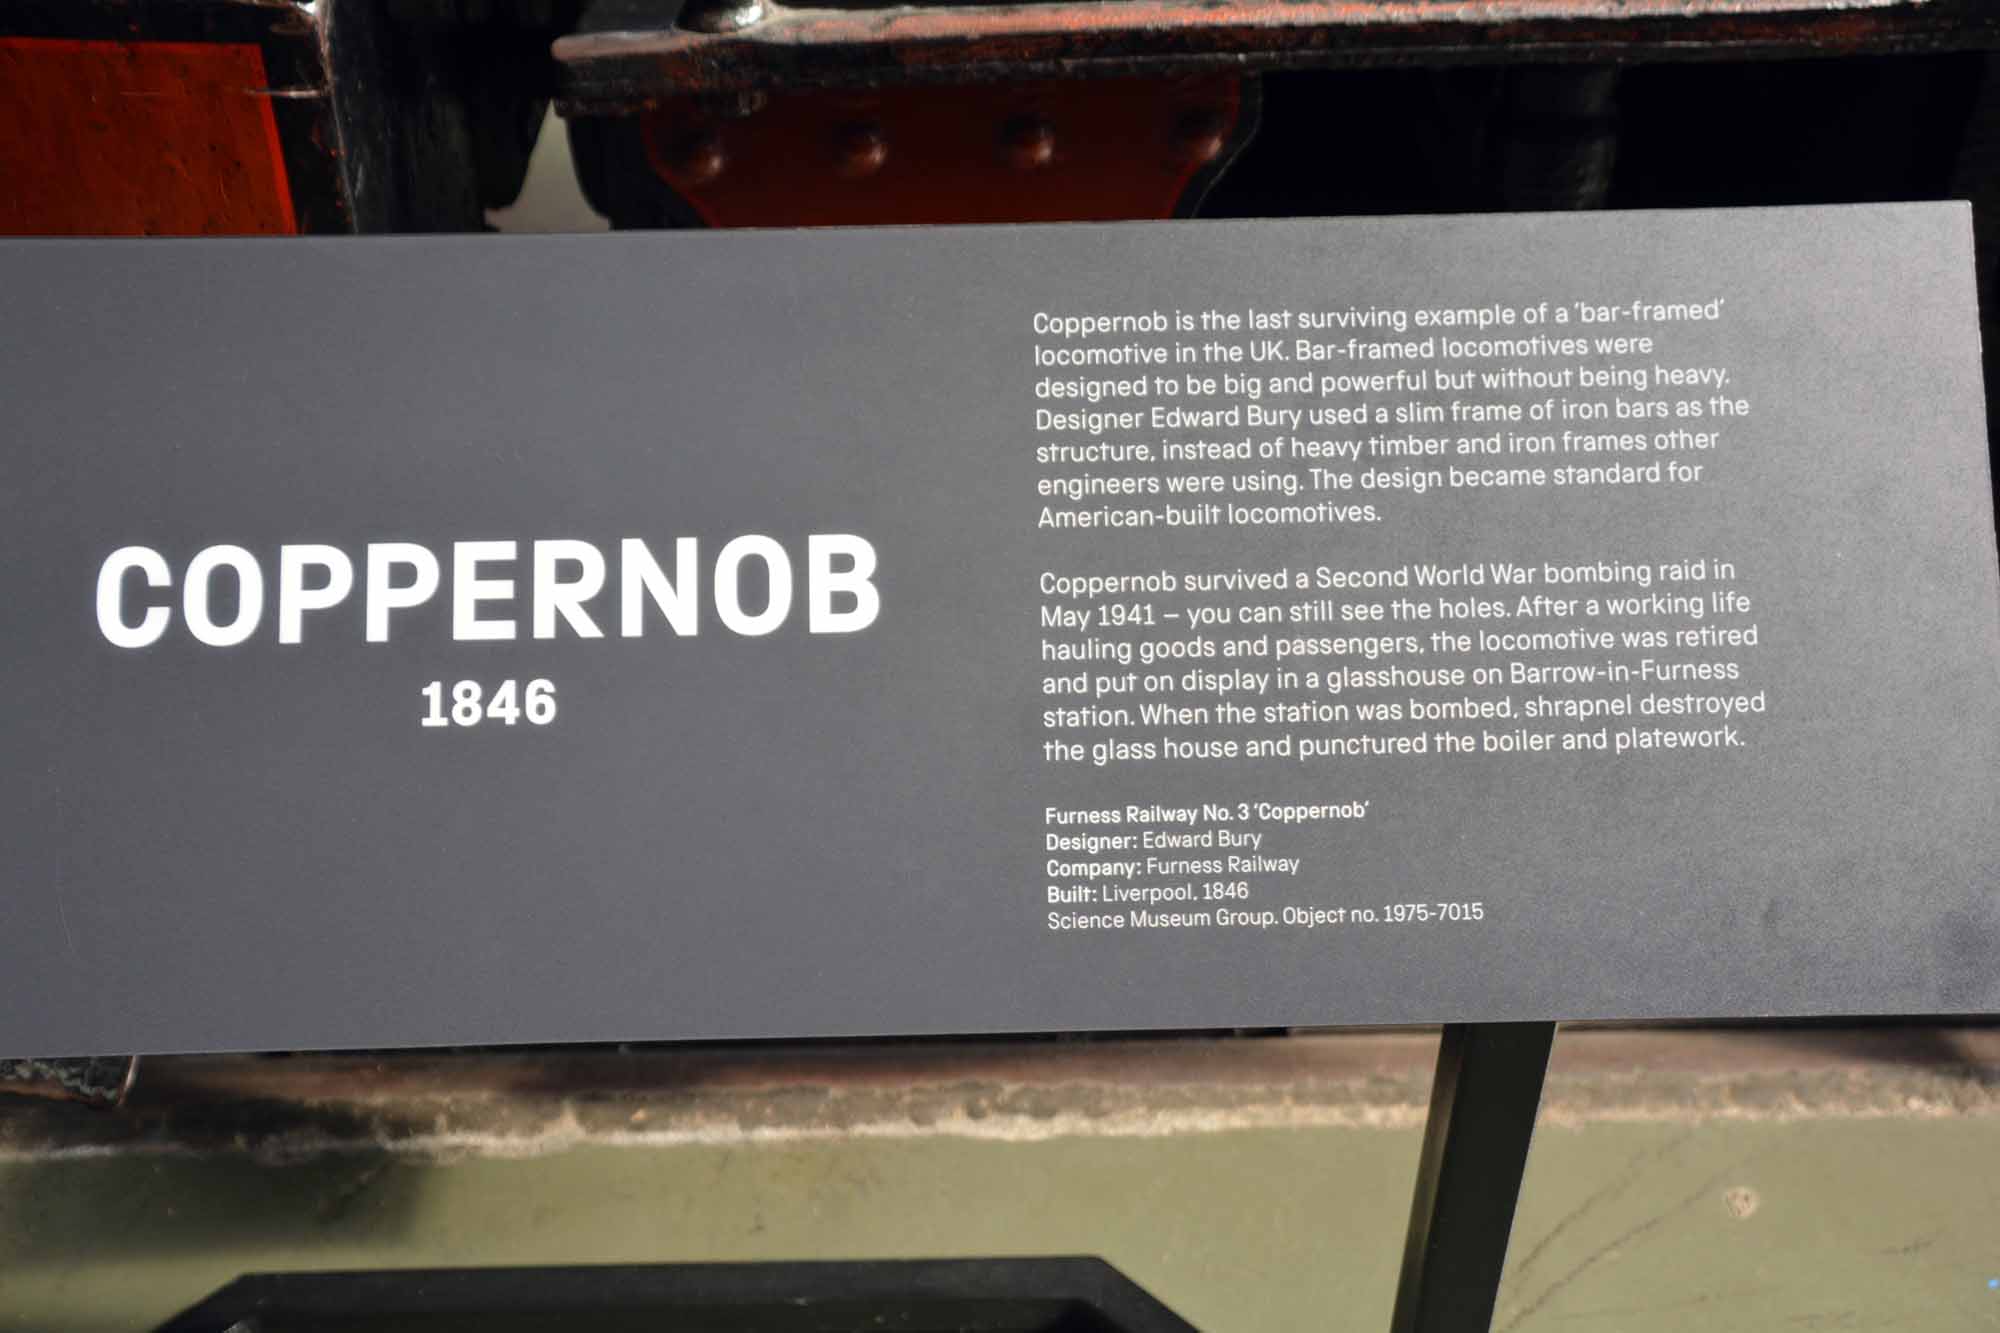 COPPERNOB
1846
Coppernob is the last surviving example of a ‘bar-framed’
locomotive in the UK. Bar-framed locomotives were
designed to be big and powerful but without being heavy.
Designer Edward Bury used a slim frame of iron bars as the
structure, instead of heavy timber and iron frames other
engineers were using. The design became standard for
American-built locomotives.
Coppernob survived a Second World War bombing raid in
May 1941 – you can still see the holes. After a working life
hauling goods and passengers, the locomotive was retired
and put on display in a glasshouse on Barrow-in-Furness
station. When the station was bombed, shrapnel destroyed
the glass house and punctured the boiler and platework.
Furness Railway No. 3 ‘Coppernob’
Designer: Edward Bury
Company: Furness Railway
Built: Liverpool, 1846
Science Museum Group. Object no. 1975-7015